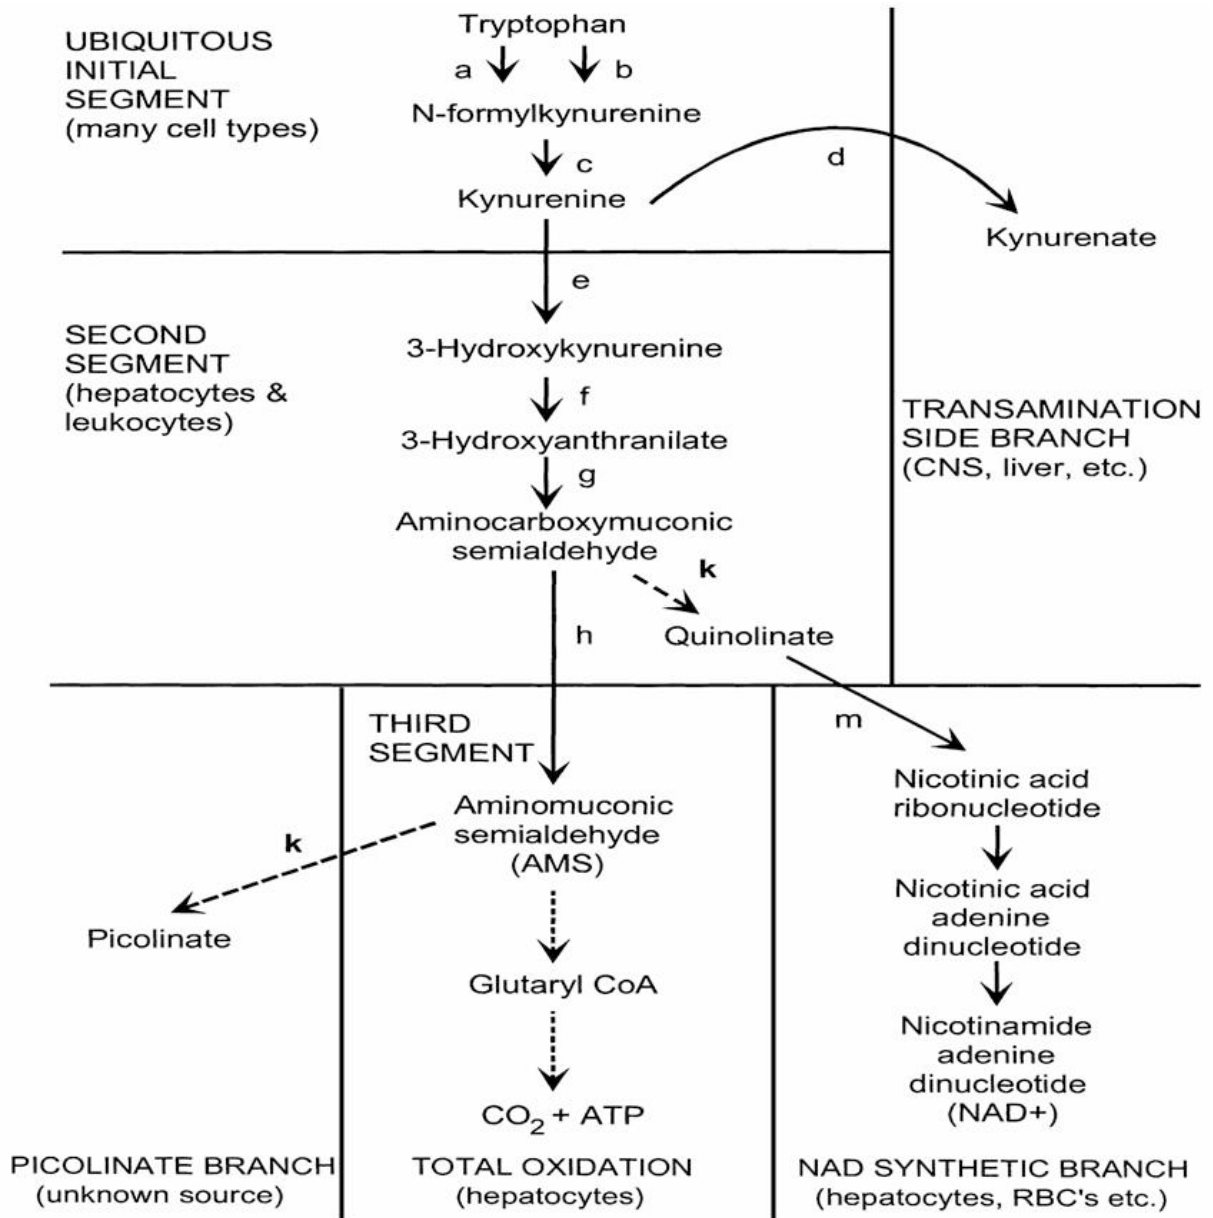 UBIQUITOUS
INITIAL
SEGMENT
(many cell types)
Tryptophan
a
b
N-formylkynurenine
c
Kynurenine
d
Kynurenate
e
SECOND
SEGMENT
(hepatocytes &
leukocytes)
3-Hydroxykynurenine
f
3-Hydroxyanthranilate
g
Aminocarboxymuconic
semialdehyde
k
h
Quinolinate
TRANSAMINATION
SIDE BRANCH
(CNS, liver, etc.)
THIRD
SEGMENT
m
Aminomuconic
semialdehyde
(AMS)
k
Picolinate
Glutaryl CoA
CO2 + ATP
Nicotinic acid
ribonucleotide
Nicotinic acid
adenine
dinucleotide
Nicotinamide
adenine
dinucleotide
(NAD+)
PICOLINATE BRANCH
(unknown source)
TOTAL OXIDATION
(hepatocytes)
NAD SYNTHETIC BRANCH
(hepatocytes, RBC's etc.)